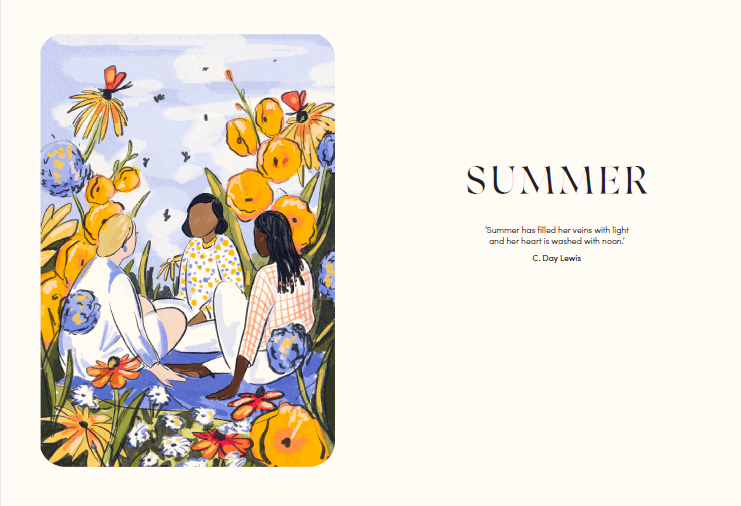 SUMMER
‘Summer has filled her veins with light
and her heart is washed with noon.’
C. Day Lewis